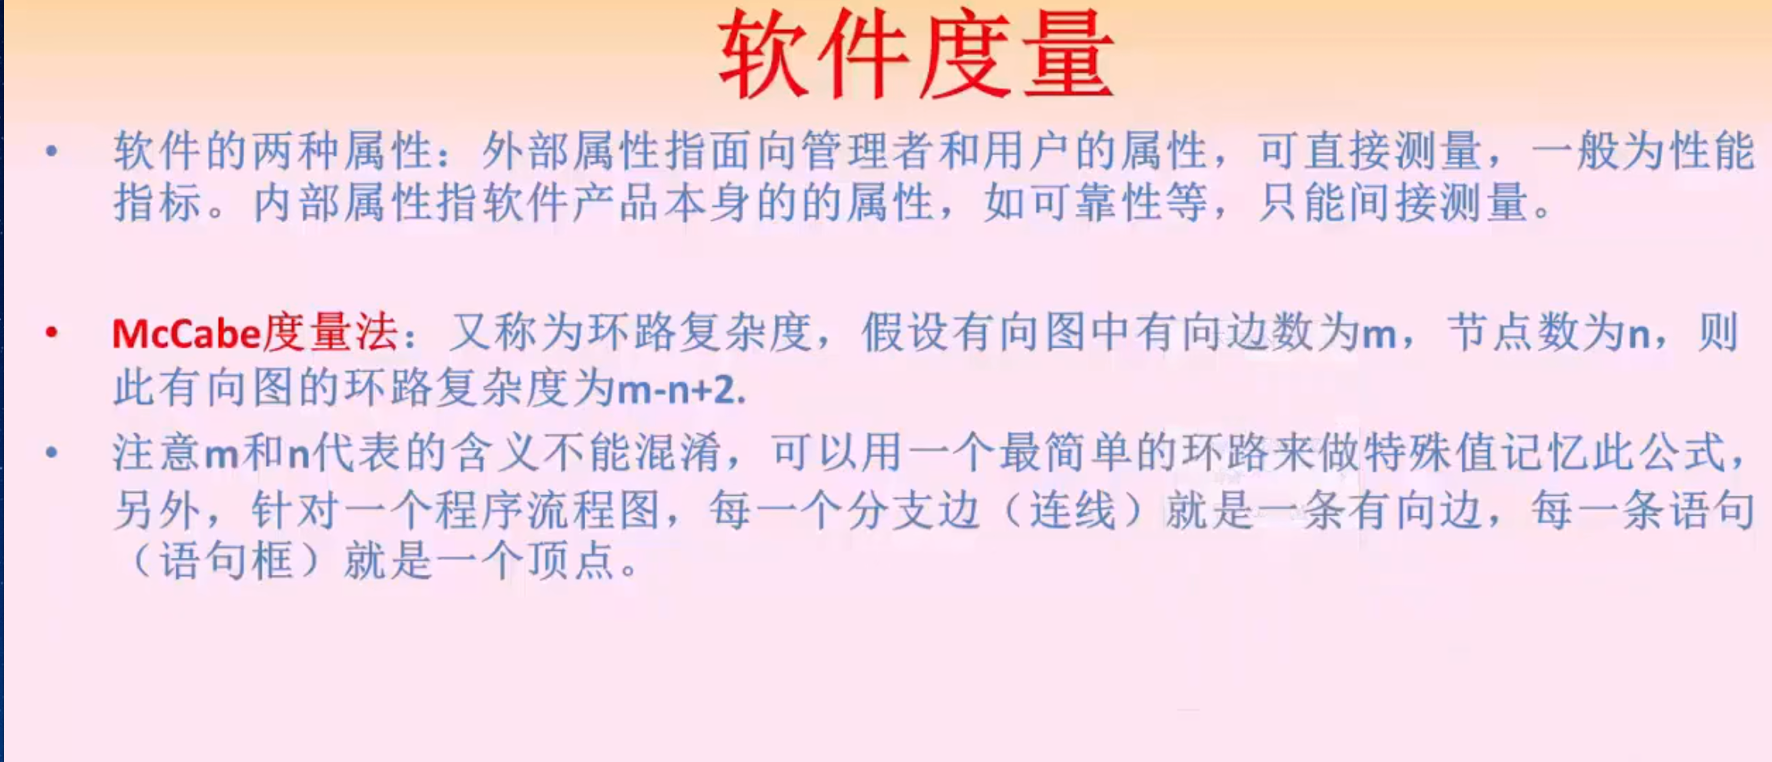 软件度量
• 软件的两种属性：外部属性指面向管理者和用户的属性，可直接测量，一般为性能
指标。内部属性指软件产品本身的的属性，如可靠性等，只能间接测量。
• McCabe度量法：又称为环路复杂度，假设有向图中有向边数为m，节点数为n，则
此有向图的环路复杂度为m-n+2.
• 注意m和n代表的含义不能混淆，可以用一个最简单的环路来做特殊值记忆此公式，
另外，针对一个程序流程图，每一个分支边（连线）就是一条有向边，每一条语句
（语句框）就是一个顶点。